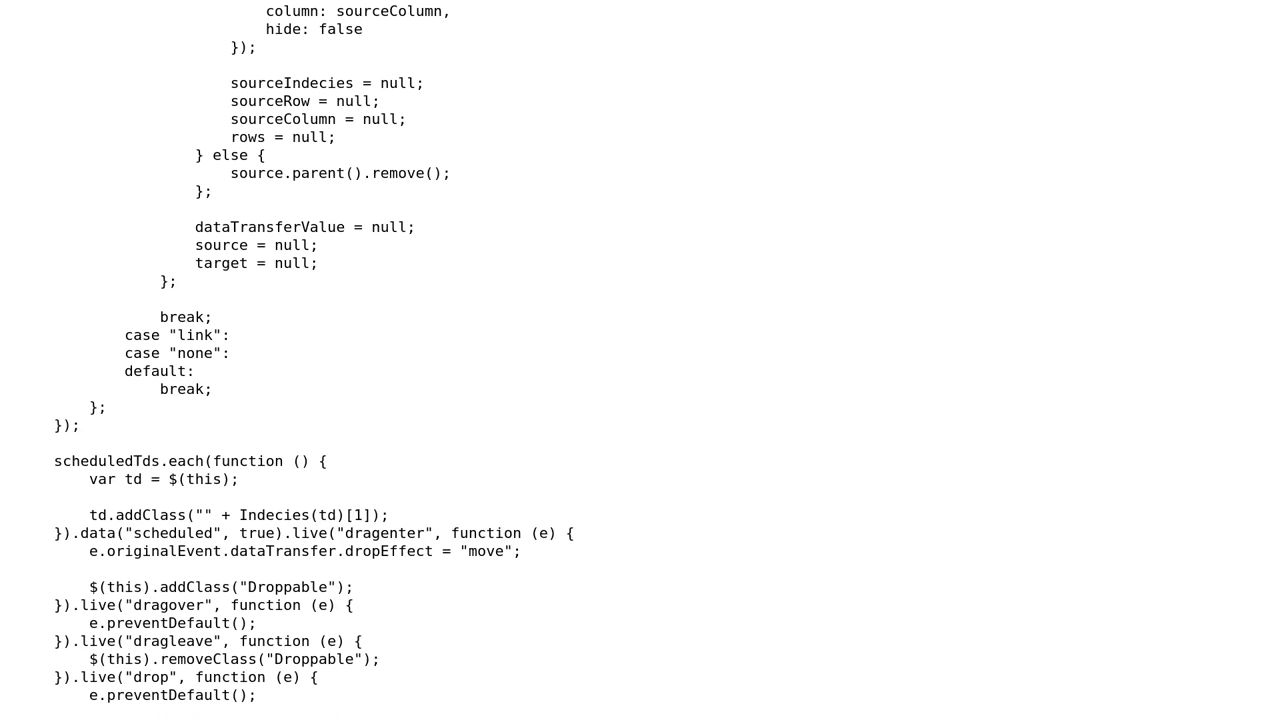 column: sourceColumn,
hide: false
});
sourceIndecies = null;
sourceRow = null;
sourceColumn = null;
rows = null;
} else {
source.parent().remove();
};
dataTransferValue = null;
source = null;
target = null;
};
break;
case "link":
case "none":
default:
break;
};
});
scheduledTds.each(function () {
var td = $(this);
td.addClass("" + Indecies(td)[1]);
}).data("scheduled", true).live("dragenter", function (e) {
e.originalEvent.dataTransfer.dropEffect = "move";
$(this).addClass("Droppable");
}).live("dragover", function (e) {
e.preventDefault();
}).live("dragleave", function (e) {
$(this).removeClass("Droppable");
}).live("drop", function (e) {
e.preventDefault();